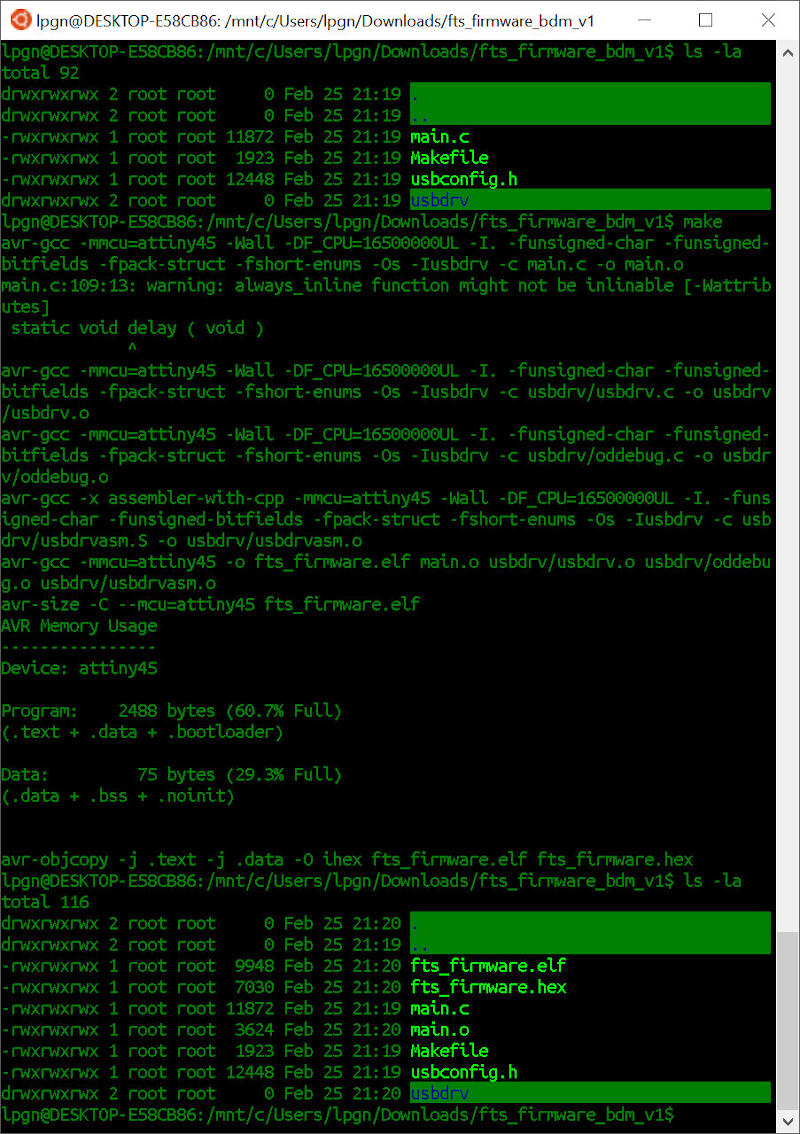 lpgn@DESKTOP-E58CB86: /mnt/c/Users/lpgn/Downloads/fts_firmware_bdm_v1
lpgn@DESKTOP-E58CB86:/mnt/c/Users/lpgn/Downloads/fts_firmware_bdm_v1$ ls -la
total 92
drwxrwxrwx 2 root root     0 Feb 25 21:19 .
drwxrwxrwx 2 root root     0 Feb 25 21:19 ..
-rwxrwxrwx 1 root root 11872 Feb 25 21:19 main.c
-rwxrwxrwx 1 root root  1923 Feb 25 21:19 Makefile
-rwxrwxrwx 1 root root 12448 Feb 25 21:19 usbconfig.h
drwxrwxrwx 2 root root     0 Feb 25 21:19 usbdrv
lpgn@DESKTOP-E58CB86:/mnt/c/Users/lpgn/Downloads/fts_firmware_bdm_v1$ make
avr-gcc -mmcu=attiny45 -Wall -DF_CPU=16500000UL -I. -funsigned-char -funsigned-
bitfields -fpack-struct -fshort-enums -Os -Iusbdrv -c main.c -o main.o
main.c:109:13: warning: always_inline function might not be inlinable [-Wattrib
utes]
 static void delay ( void )
             ^
avr-gcc -mmcu=attiny45 -Wall -DF_CPU=16500000UL -I. -funsigned-char -funsigned-
bitfields -fpack-struct -fshort-enums -Os -Iusbdrv -c usbdrv/usbdrv.c -o usbdrv
/usbdrv.o
avr-gcc -mmcu=attiny45 -Wall -DF_CPU=16500000UL -I. -funsigned-char -funsigned-
bitfields -fpack-struct -fshort-enums -Os -Iusbdrv -c usbdrv/oddebug.c -o usbdr
v/oddebug.o
avr-gcc -x assembler-with-cpp -mmcu=attiny45 -Wall -DF_CPU=16500000UL -I. -funs
igned-char -funsigned-bitfields -fpack-struct -fshort-enums -Os -Iusbdrv -c usb
drv/usbdrvasm.S -o usbdrv/usbdrvasm.o
avr-gcc -mmcu=attiny45 -o fts_firmware.elf main.o usbdrv/usbdrv.o usbdrv/oddebu
g.o usbdrv/usbdrvasm.o
avr-size -C --mcu=attiny45 fts_firmware.elf
AVR Memory Usage
----------------
Device: attiny45

Program:    2488 bytes (60.7% Full)
(.text + .data + .bootloader)

Data:         75 bytes (29.3% Full)
(.data + .bss + .noinit)


avr-objcopy -j .text -j .data -O ihex fts_firmware.elf fts_firmware.hex
lpgn@DESKTOP-E58CB86:/mnt/c/Users/lpgn/Downloads/fts_firmware_bdm_v1$ ls -la
total 116
drwxrwxrwx 2 root root     0 Feb 25 21:20 .
drwxrwxrwx 2 root root     0 Feb 25 21:19 ..
-rwxrwxrwx 1 root root  9948 Feb 25 21:20 fts_firmware.elf
-rwxrwxrwx 1 root root  7030 Feb 25 21:20 fts_firmware.hex
-rwxrwxrwx 1 root root 11872 Feb 25 21:19 main.c
-rwxrwxrwx 1 root root  3624 Feb 25 21:20 main.o
-rwxrwxrwx 1 root root  1923 Feb 25 21:19 Makefile
-rwxrwxrwx 1 root root 12448 Feb 25 21:19 usbconfig.h
drwxrwxrwx 2 root root     0 Feb 25 21:20 usbdrv
lpgn@DESKTOP-E58CB86:/mnt/c/Users/lpgn/Downloads/fts_firmware_bdm_v1$